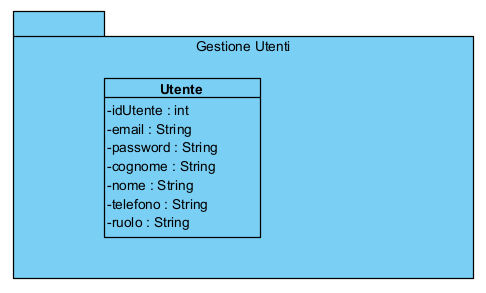 Gestione Utenti
Utente
-idUtente : int
-email : String
-password : String
-cognome : String
-nome : String
-telefono : String
-ruolo : String